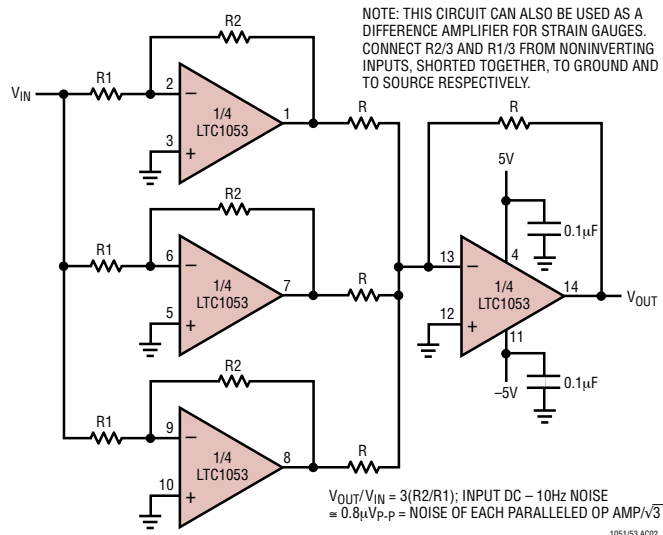 NOTE: THIS CIRCUIT CAN ALSO BE USED AS A
DIFFERENCE AMPLIFIER FOR STRAIN GAUGES.
CONNECT R2/3 AND R1/3 FROM NONINVERTING
INPUTS, SHORTED TOGETHER, TO GROUND AND
TO SOURCE RESPECTIVELY.
R2
R1
VIN
2
−
1/4
LTC1053
1
3
+
R
R
5V
0.1µF
4
R2
R1
6
−
1/4
LTC1053
7
5
+
R
13
−
1/4
LTC1053
14
VOUT
12
+
11
−5V
0.1µF
R2
R1
9
−
1/4
LTC1053
8
10
+
R
VOUT/VIN = 3(R2/R1); INPUT DC − 10Hz NOISE
≅ 0.8µVP-P = NOISE OF EACH PARALLELED OP AMP/√3
1051/53 AC02